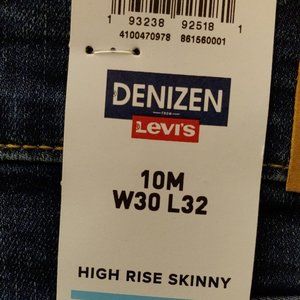 1 93238 92518 1
4100470978 861560001
DENIZEN
FROM
Levi's
10M
W30 L32
HIGH RISE SKINNY